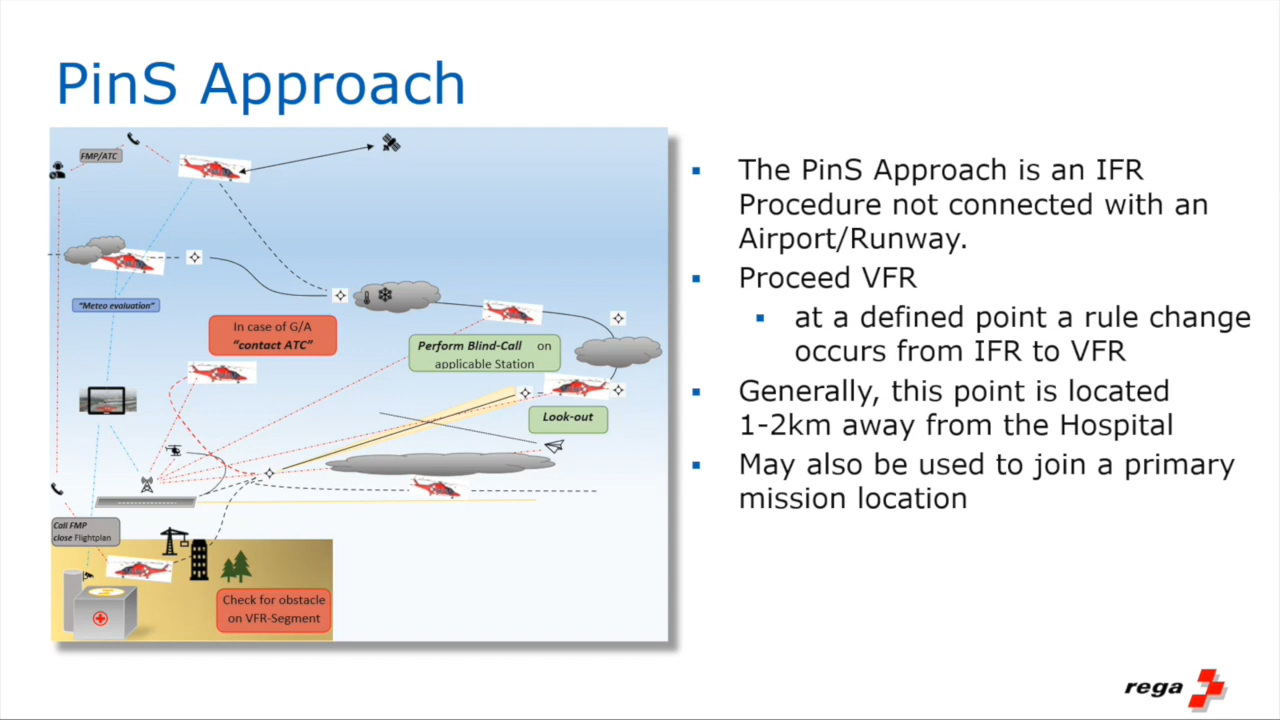 PinS Approach
FMP/ATC
"Meteo evaluation"
In case of G/A
"contact ATC"
Perform Blind-Call on
applicable Station
Look-out
Call FMP
close Flightplan
Check for obstacle
on VFR-Segment
The PinS Approach is an IFR
Procedure not connected with an
Airport/Runway.
Proceed VFR
at a defined point a rule change
occurs from IFR to VFR
Generally, this point is located
1-2km away from the Hospital
May also be used to join a primary
mission location
rega